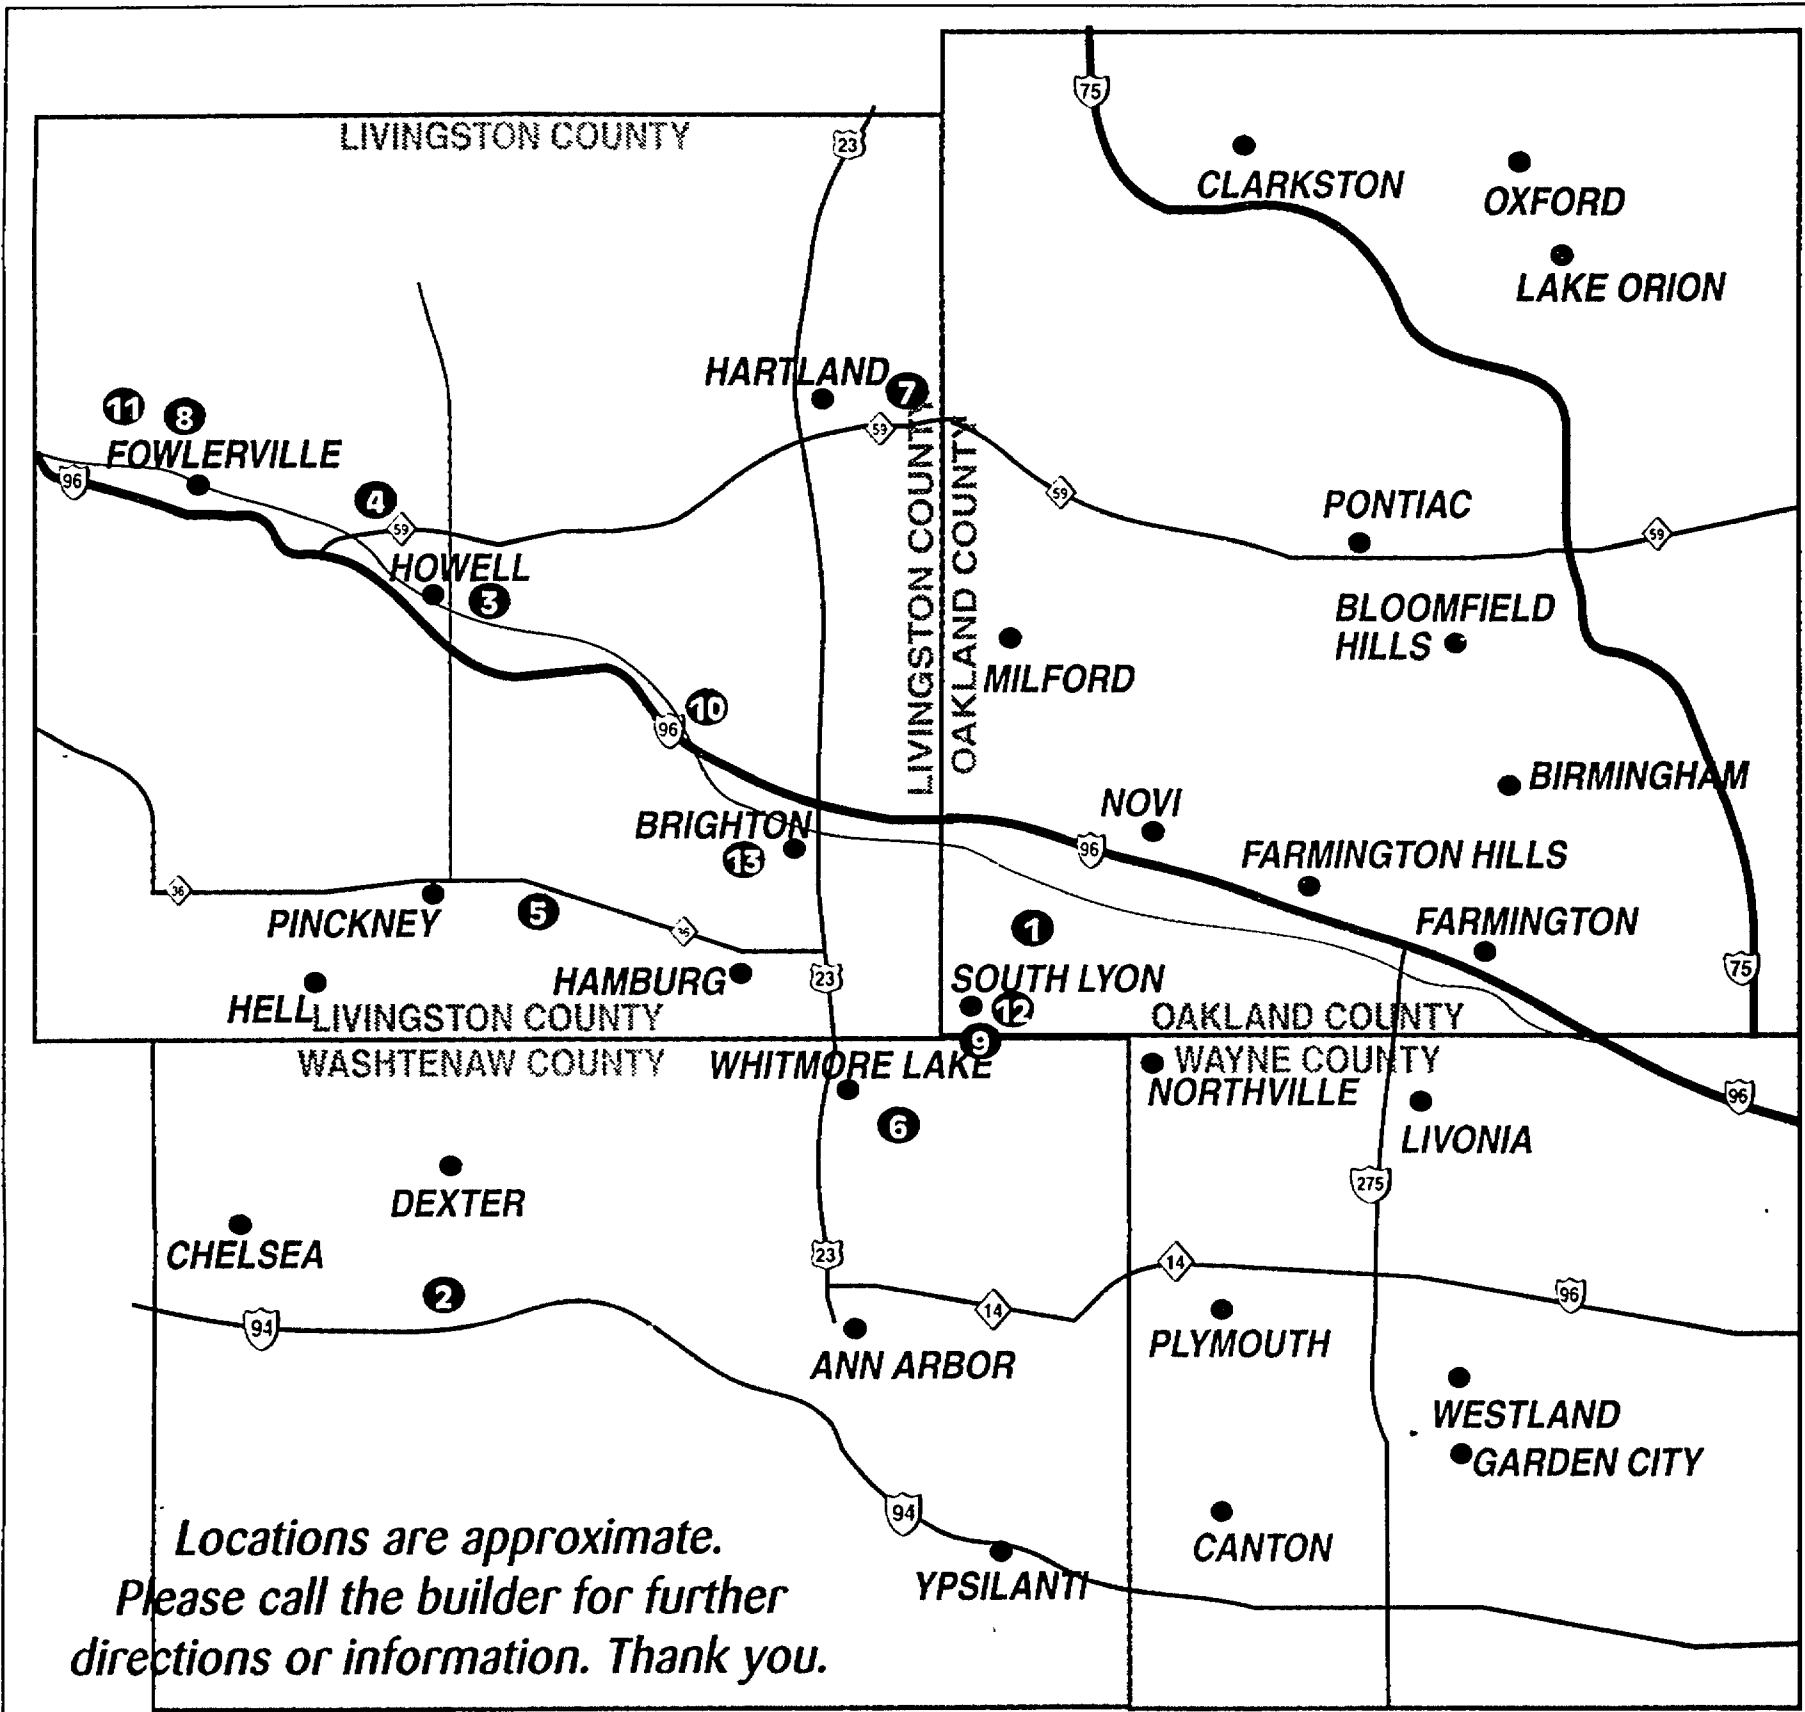 75
LIVINGSTON COUNTY
23
CLARKSTON
OXFORD
LAKE ORION
HARTLAND
7
11
8
59
FOWLERVILLE
96
4
59
59
PONTIAC
59
HOWELL
3
LIVINGSTON COUNTY
OAKLAND COUNTY
BLOOMFIELD
HILLS
MILFORD
10
96
BIRMINGHAM
NOVI
BRIGHTON
13
96
FARMINGTON HILLS
36
PINCKNEY
5
36
1
FARMINGTON
HELL
HAMBURG
23
SOUTH LYON
75
12
LIVINGSTON COUNTY
OAKLAND COUNTY
9
WASHTENAW COUNTY
WHITMORE LAKE
WAYNE COUNTY
NORTHVILLE
96
6
LIVONIA
DEXTER
275
CHELSEA
23
14
2
94
14
96
ANN ARBOR
PLYMOUTH
WESTLAND
GARDEN CITY
94
CANTON
YPSILANTI
Locations are approximate.
Please call the builder for further
directions or information. Thank you.